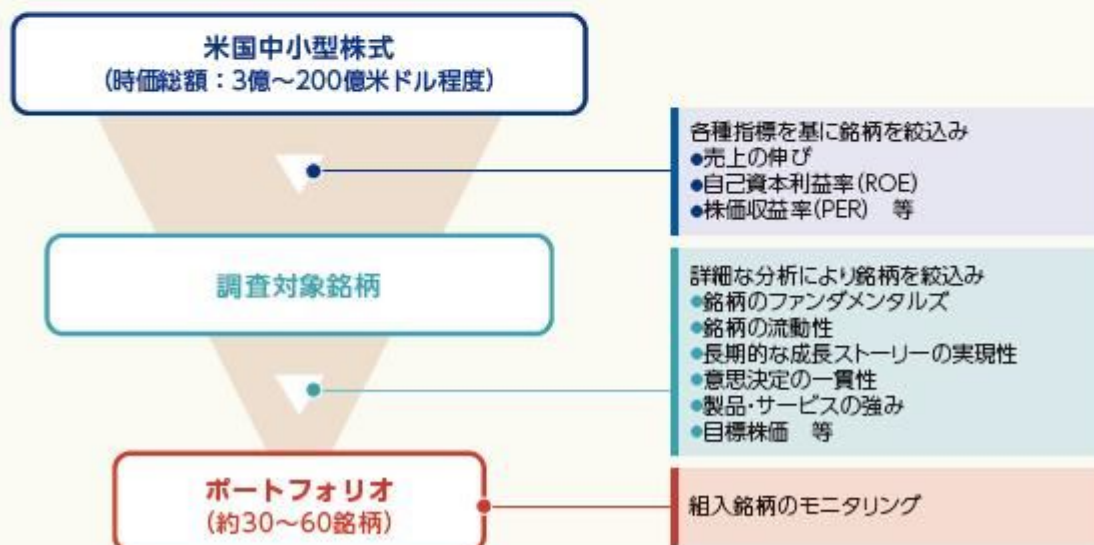 米国中小型株式
(時価総額：3億～200億米ドル程度)
各種指標を基に銘柄を絞込み
●売上の伸び
●自己資本利益率(ROE)
●株価収益率(PER)　等
調査対象銘柄
詳細な分析により銘柄を絞込み
●銘柄のファンダメンタルズ
●銘柄の流動性
●長期的な成長ストーリーの実現性
●意思決定の一貫性
●製品・サービスの強み
●目標株価　等
ポートフォリオ
(約30～60銘柄)
組入銘柄のモニタリング